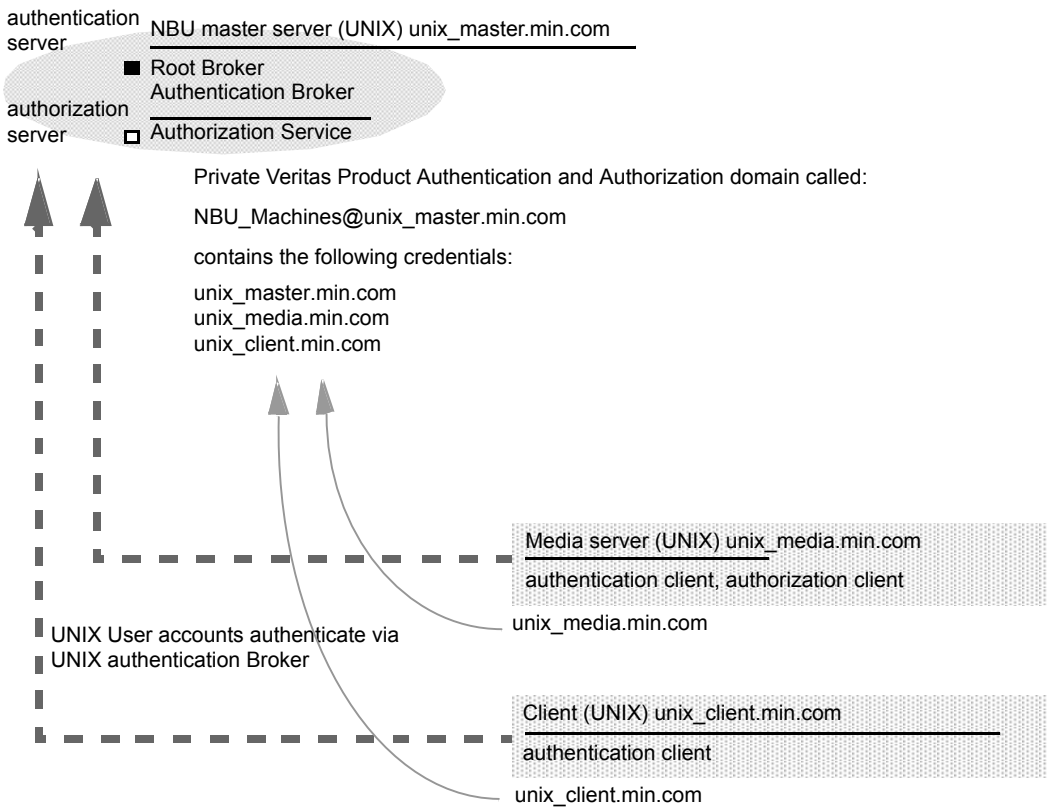 authentication
server
NBU master server (UNIX) unix_master.min.com
Root Broker
Authentication Broker
authorization
server
Authorization Service
Private Veritas Product Authentication and Authorization domain called:
NBU_Machines@unix_master.min.com
contains the following credentials:
unix_master.min.com
unix_media.min.com
unix_client.min.com
Media server (UNIX) unix_media.min.com
authentication client, authorization client
unix_media.min.com
UNIX User accounts authenticate via
UNIX authentication Broker
Client (UNIX) unix_client.min.com
authentication client
unix_client.min.com